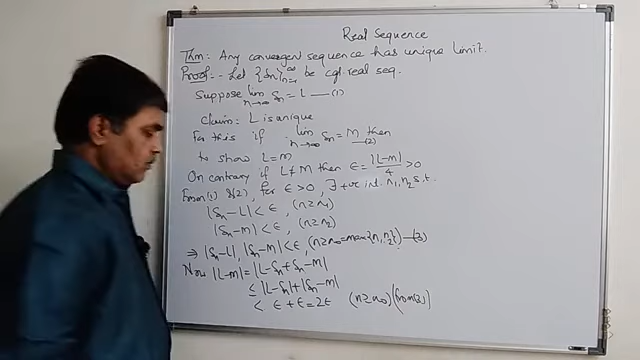 Real Sequence
Thm: Any convergent sequence has unique limit.
Proof:- Let {Sn}∞n=1 be cgt. real seq.
Suppose lim n→∞ Sn = L —(1)
Claim: L is unique
For this if lim n→∞ Sn = M then —(2)
to show L=M
On contrary if L≠M then ε = |L-M|/4 > 0
From (1) & (2), for ε>0, ∃ +ve int. n1, n2 s.t.
|Sn-L| < ε, (n≥n1)
|Sn-M| < ε, (n≥n2)
⇒ |Sn-L|, |Sn-M| < ε, (n≥n0 = max{n1, n2}) —(3)
Now |L-M| = |L-Sn+Sn-M|
≤ |L-Sn| + |Sn-M|
< ε + ε = 2ε (n≥n0) (from (3))